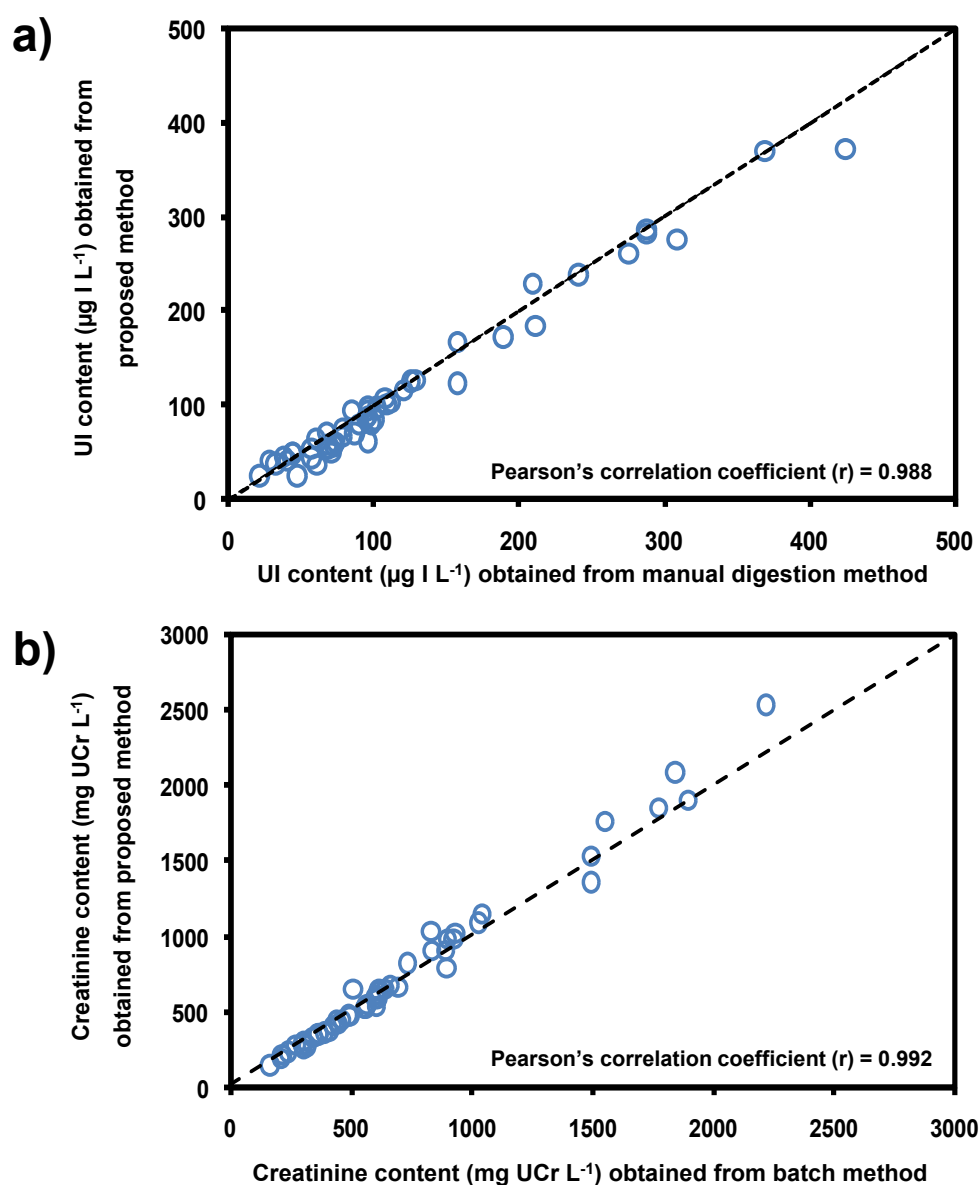 a)
UI content (µg I L⁻¹) obtained from
proposed method
500
400
300
200
100
0
Pearson's correlation coefficient (r) = 0.988
0 100 200 300 400 500
UI content (µg I L⁻¹) obtained from manual digestion method
b)
Creatinine content (mg UCr L⁻¹)
obtained from proposed method
3000
2500
2000
1500
1000
500
0
Pearson's correlation coefficient (r) = 0.992
0 500 1000 1500 2000 2500 3000
Creatinine content (mg UCr L⁻¹) obtained from batch method